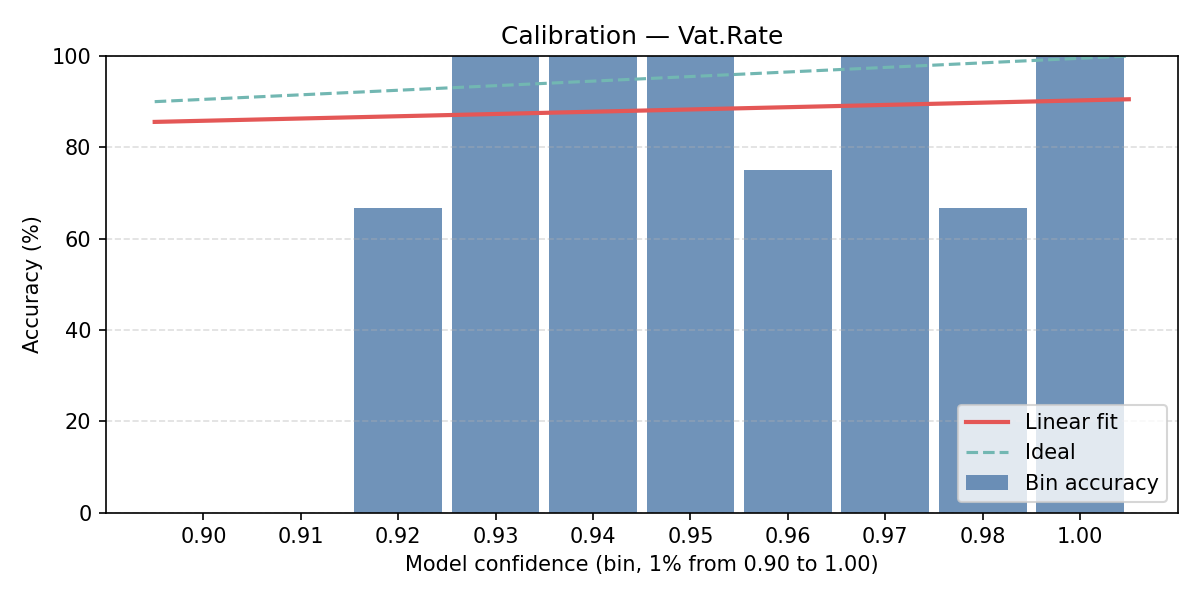 Calibration — Vat.Rate
Accuracy (%)
100
80
60
40
20
0
0.90 0.91 0.92 0.93 0.94 0.95 0.96 0.97 0.98 1.00
Model confidence (bin, 1% from 0.90 to 1.00)
Linear fit
Ideal
Bin accuracy